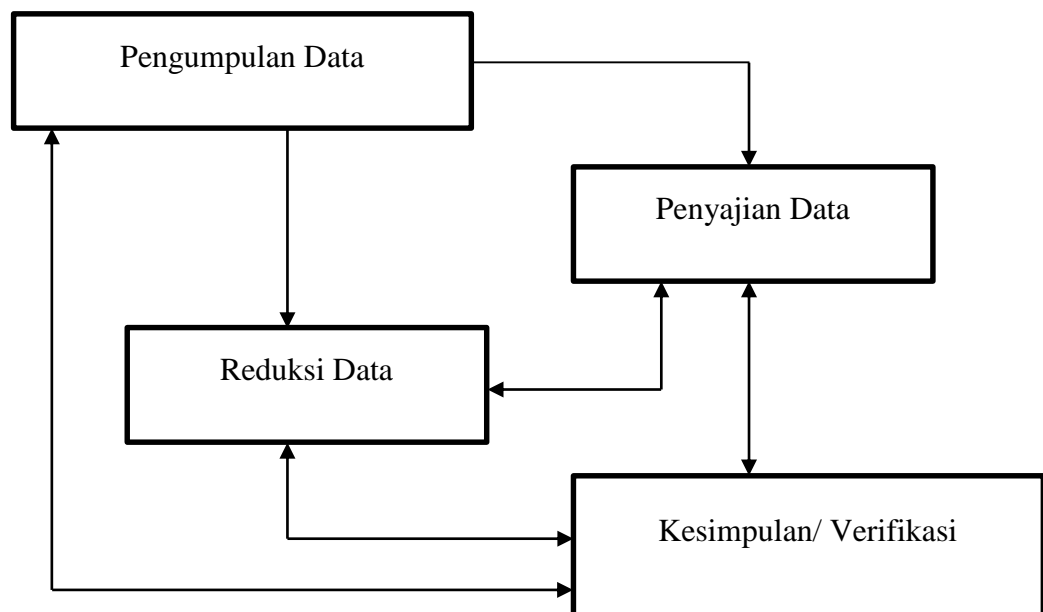 Pengumpulan Data
Penyajian Data
Reduksi Data
Kesimpulan/ Verifikasi